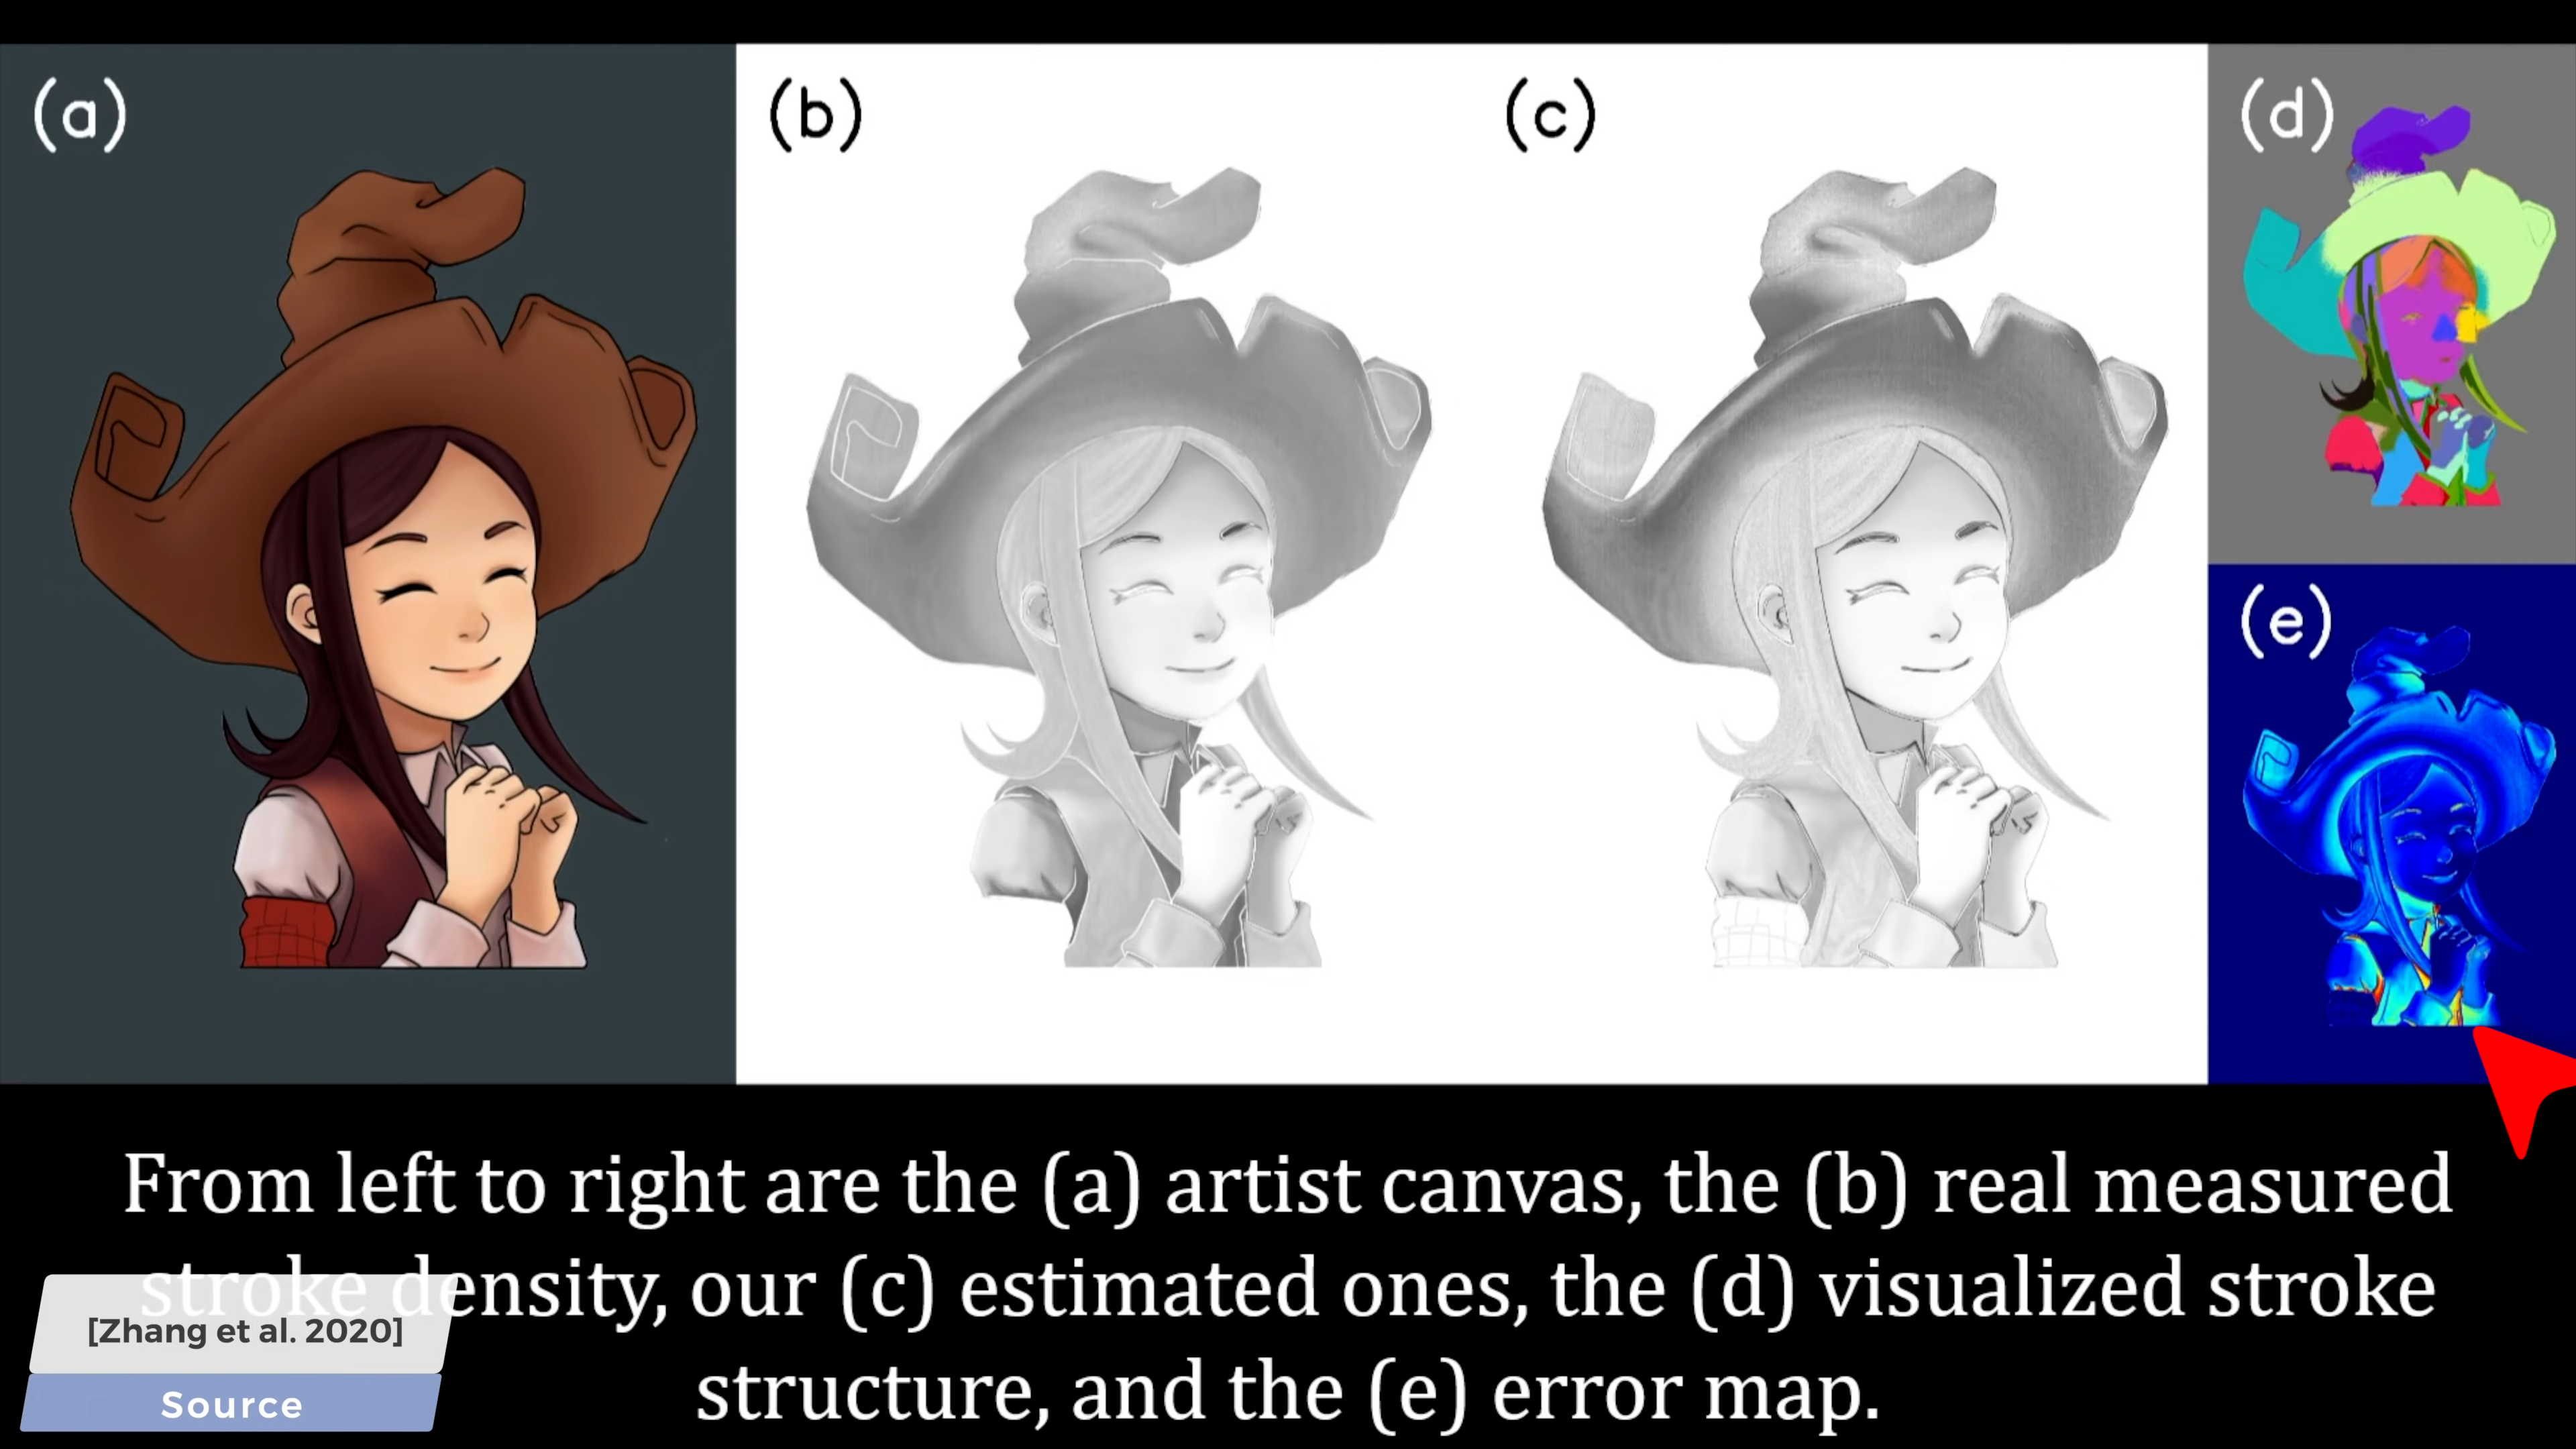 (a)
(b)
(c)
(d)
(e)
From left to right are the (a) artist canvas, the (b) real measured
stroke density, our (c) estimated ones, the (d) visualized stroke
structure, and the (e) error map.
[Zhang et al. 2020]
Source